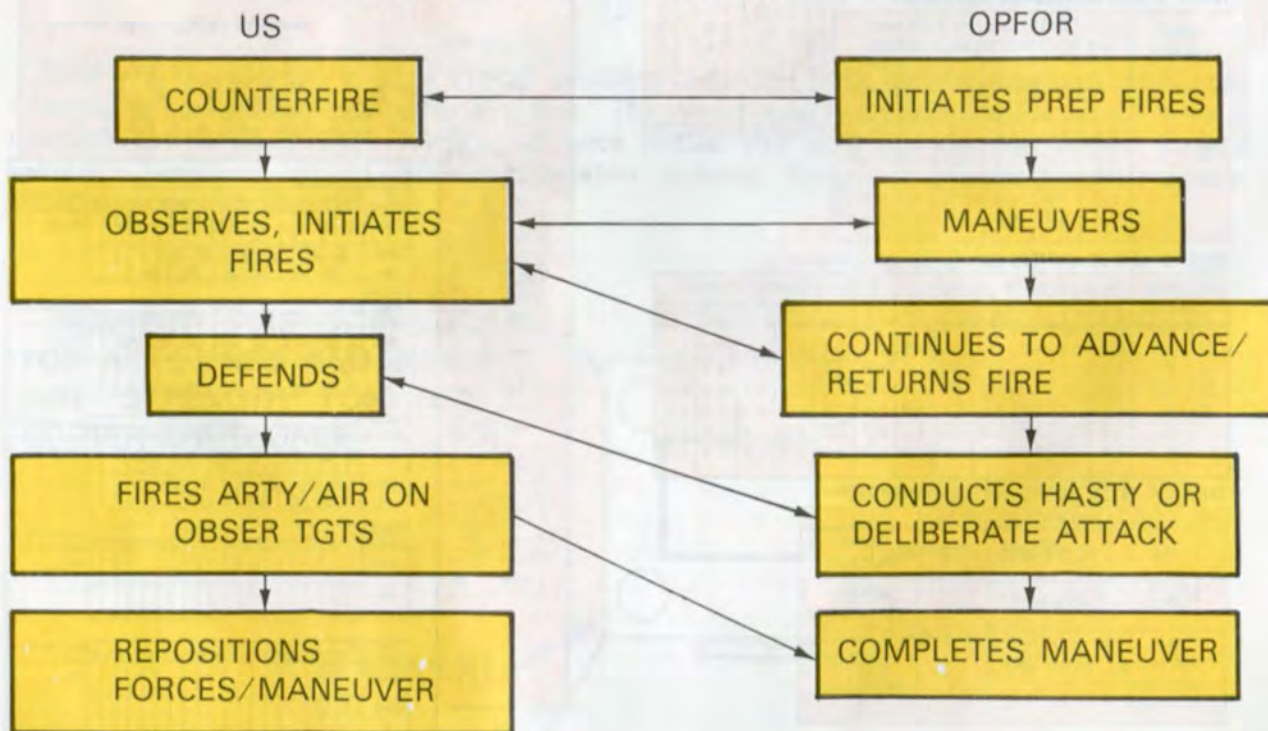 US
COUNTERFIRE
OBSERVES, INITIATES
FIRES
DEFENDS
FIRES ARTY/AIR ON
OBSER TGTS
REPOSITIONS
FORCES/MANEUVER
OPFOR
INITIATES PREP FIRES
MANEUVERS
CONTINUES TO ADVANCE/
RETURNS FIRE
CONDUCTS HASTY OR
DELIBERATE ATTACK
COMPLETES MANEUVER